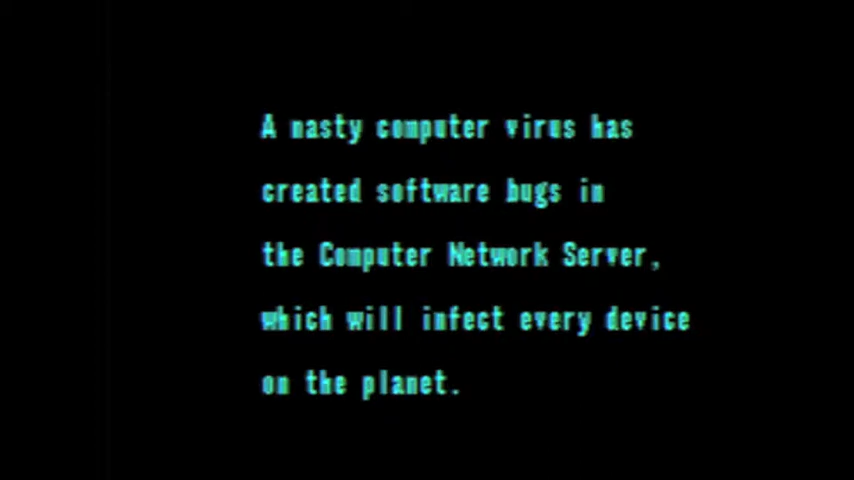 A nasty computer virus has
created software bugs in
the Computer Network Server,
which will infect every device
on the planet.